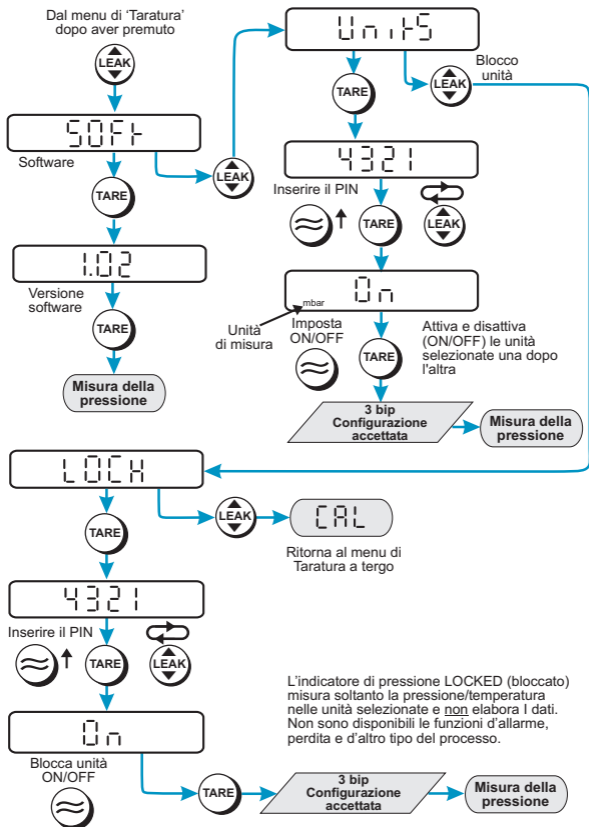 Dal menu di ‘Taratura’
dopo aver premuto
LEAK
SOFt
Software
LEAK
TARE
1.02
Versione
software
TARE
Misura della
pressione
UnitS
TARE
LEAK
Blocco
unità
4321
Inserire il PIN
TARE
LEAK
On
mbar
Unità
di misura
Imposta
ON/OFF
TARE
Attiva e disattiva
(ON/OFF) le unità
selezionate una dopo
l'altra
3 bip
Configurazione
accettata
Misura della
pressione
LOCK
TARE
LEAK
CAL
Ritorna al menu di
Taratura a tergo
4321
Inserire il PIN
TARE
LEAK
L'indicatore di pressione LOCKED (bloccato)
misura soltanto la pressione/temperatura
nelle unità selezionate e non elabora I dati.
Non sono disponibili le funzioni d’allarme,
perdita e d’altro tipo del processo.
On
Blocca unità
ON/OFF
TARE
3 bip
Configurazione
accettata
Misura della
pressione